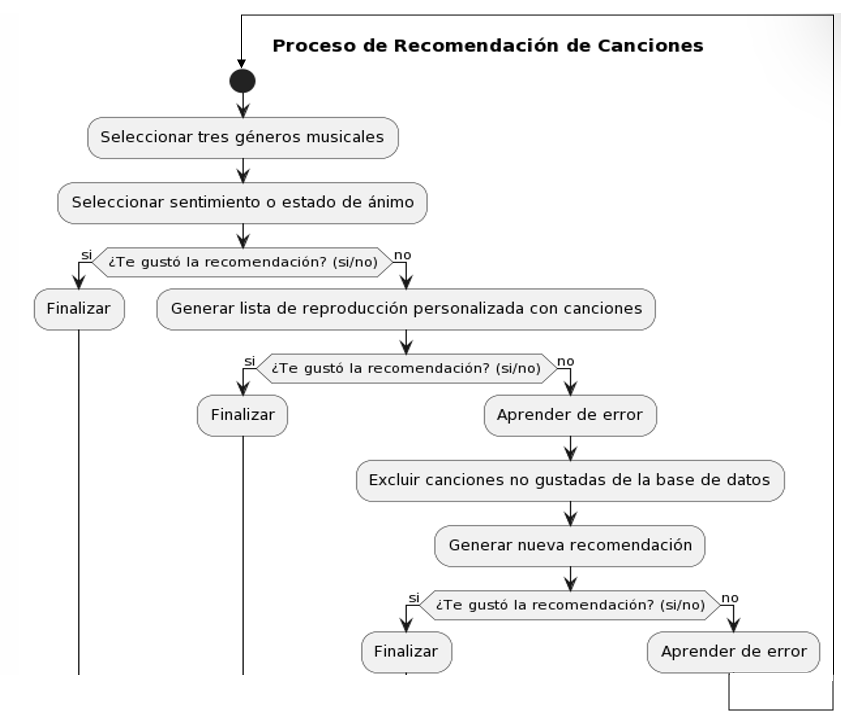 Proceso de Recomendación de Canciones
Seleccionar tres géneros musicales
Seleccionar sentimiento o estado de ánimo
si
¿Te gustó la recomendación? (si/no)
no
Finalizar
Generar lista de reproducción personalizada con canciones
si
¿Te gustó la recomendación? (si/no)
no
Finalizar
Aprender de error
Excluir canciones no gustadas de la base de datos
Generar nueva recomendación
si
¿Te gustó la recomendación? (si/no)
no
Finalizar
Aprender de error